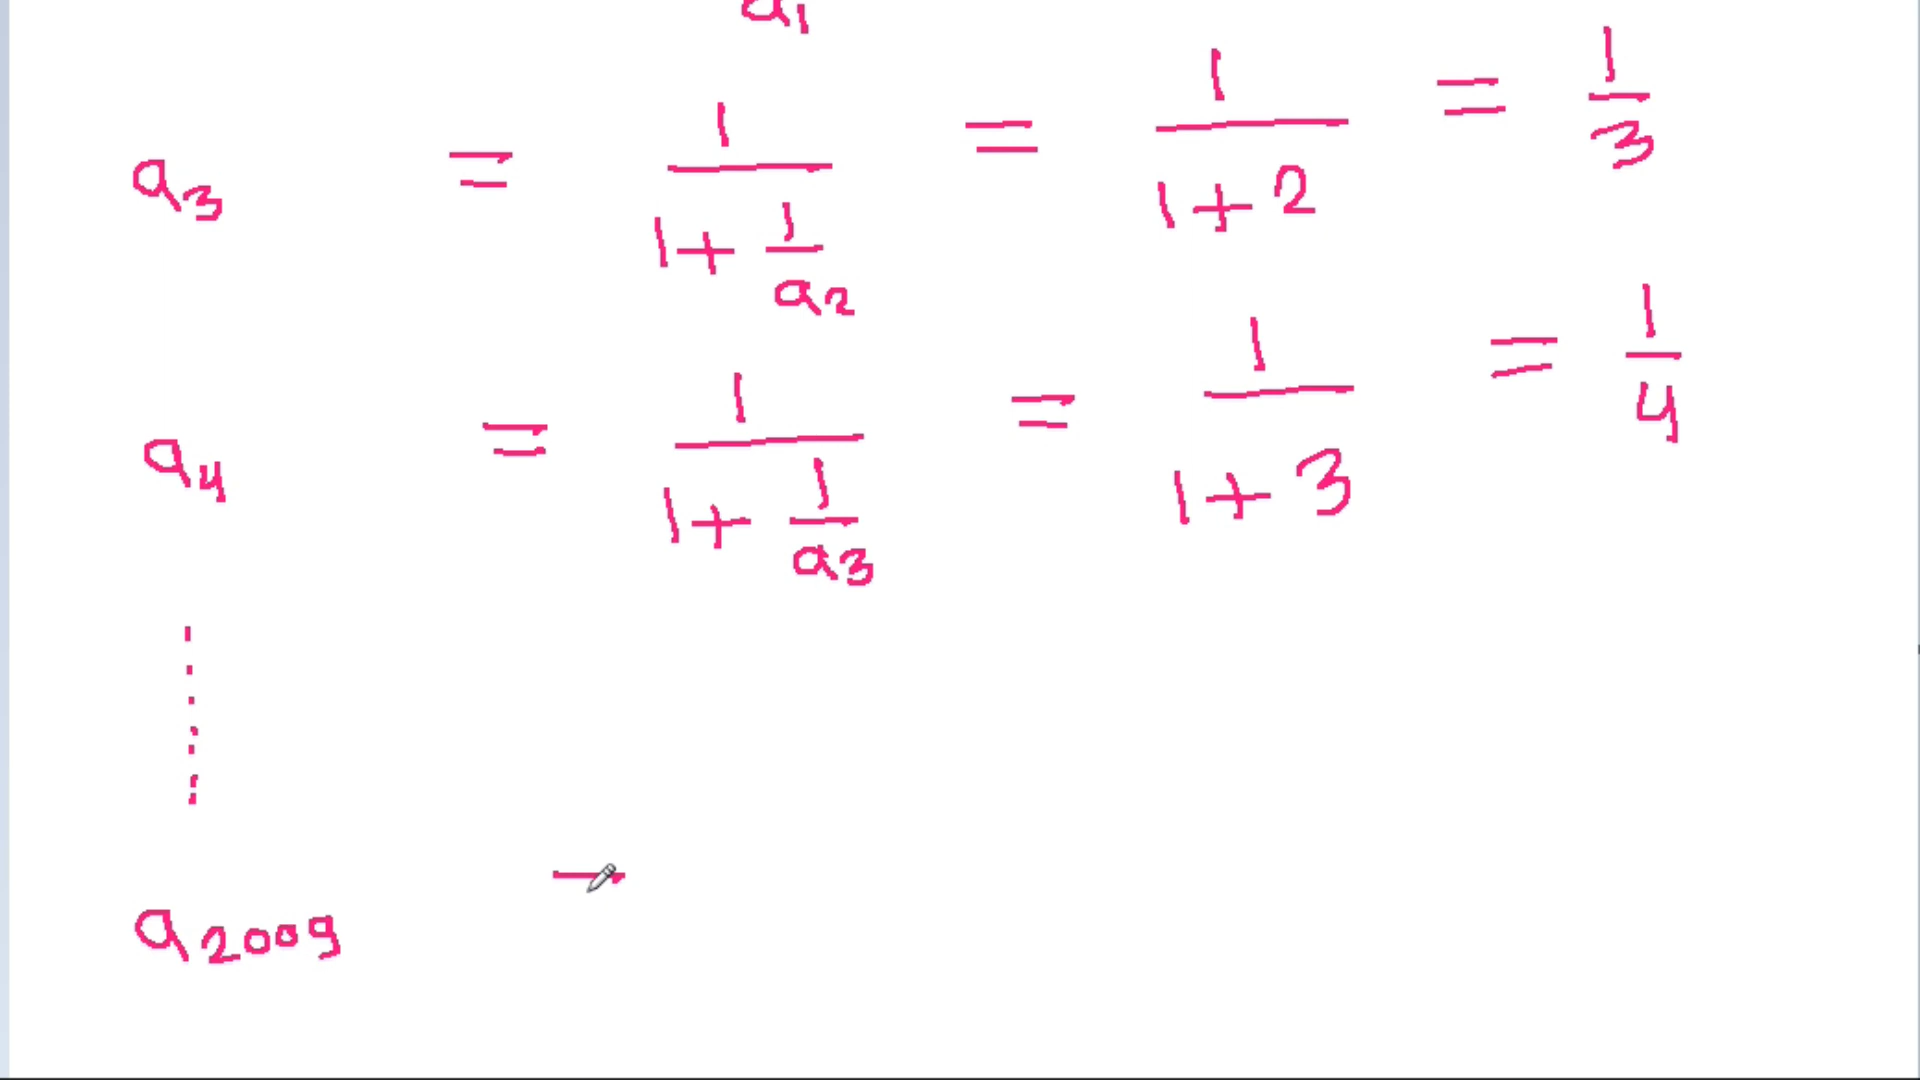 a₁
a₃ = 1/(1 + 1/a₂) = 1/(1 + 2) = 1/3
a₄ = 1/(1 + 1/a₃) = 1/(1 + 3) = 1/4
a₂₀₀₉